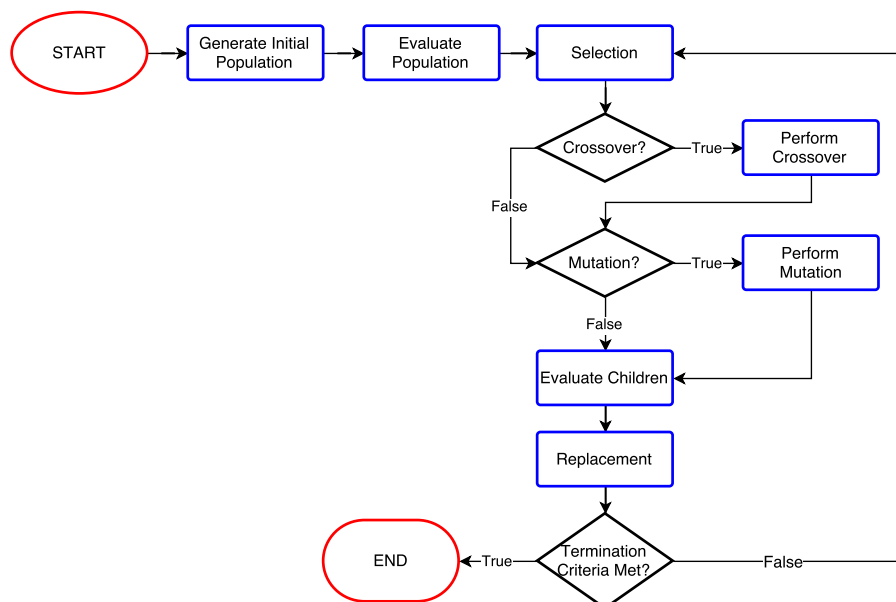 START
Generate Initial
Population
Evaluate
Population
Selection
Crossover?
True
Perform
Crossover
False
Mutation?
True
Perform
Mutation
False
Evaluate Children
Replacement
Termination
Criteria Met?
True
END
False